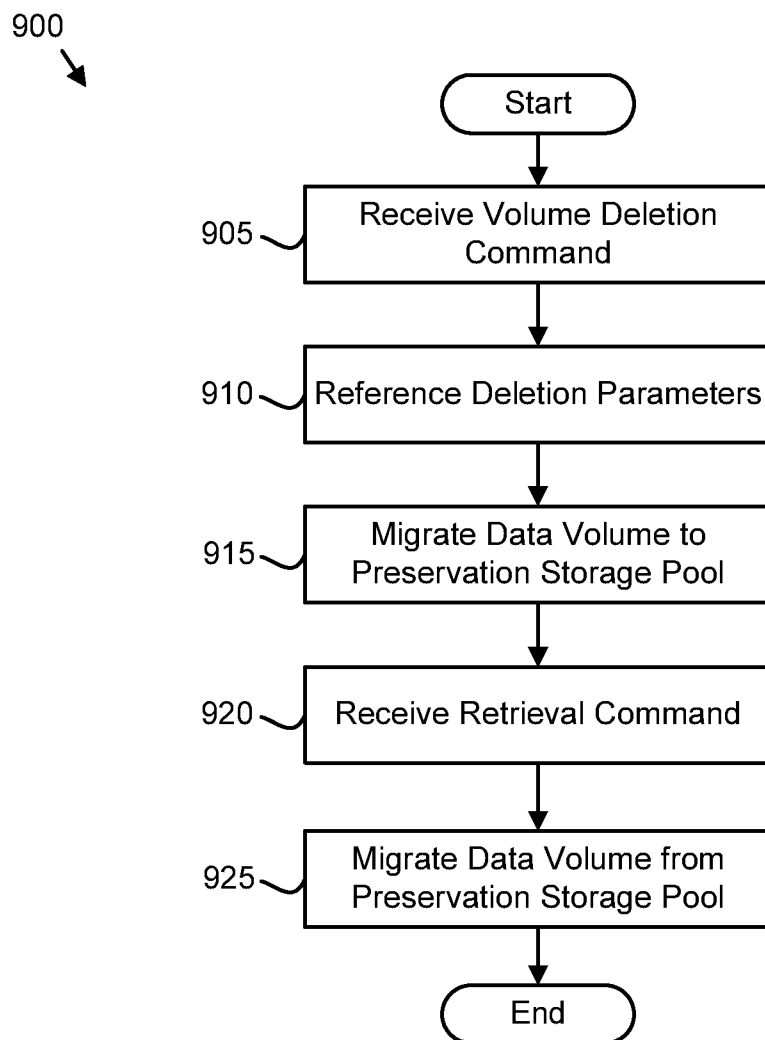 900
Start
905
Receive Volume Deletion
Command
910
Reference Deletion Parameters
915
Migrate Data Volume to
Preservation Storage Pool
920
Receive Retrieval Command
925
Migrate Data Volume from
Preservation Storage Pool
End